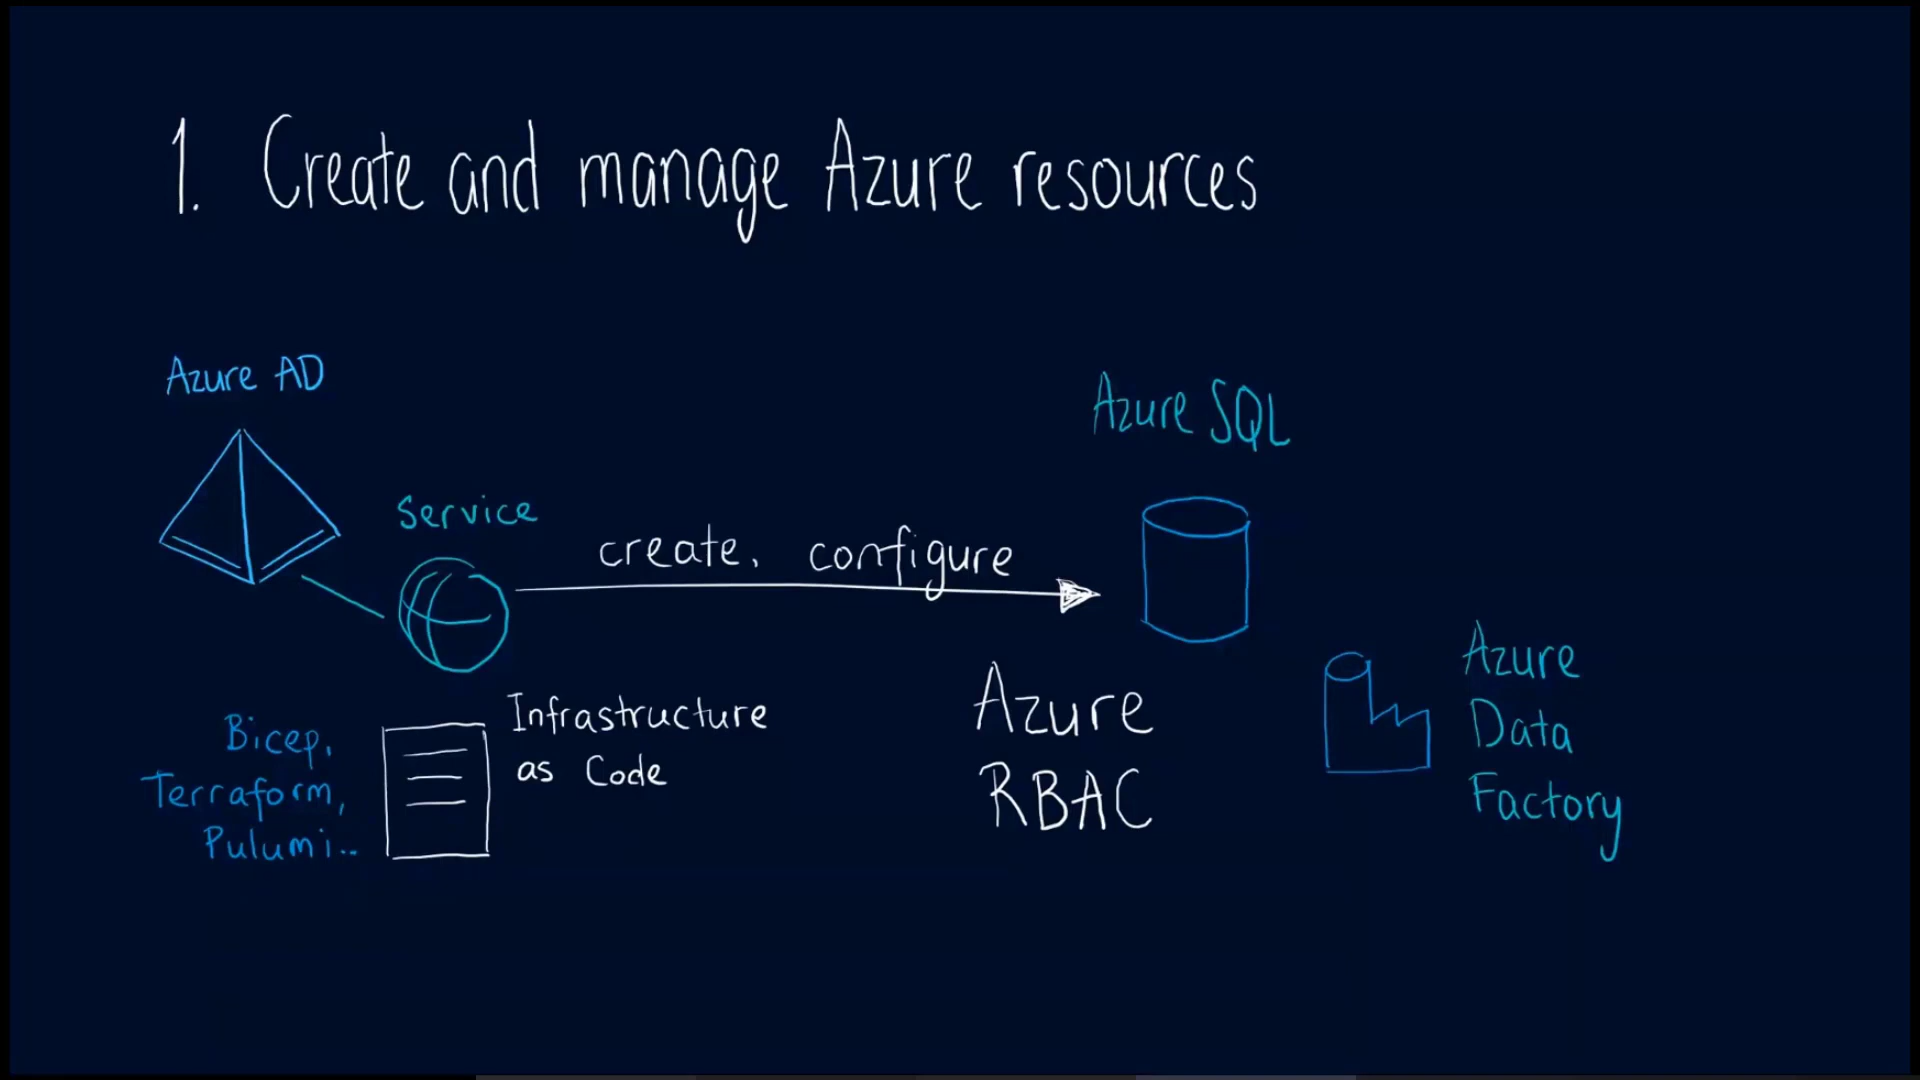 1. Create and manage Azure resources
Azure AD
Service
create, configure
Azure SQL
Infrastructure
as Code
Bicep,
Terraform,
Pulumi..
Azure
RBAC
Azure
Data
Factory